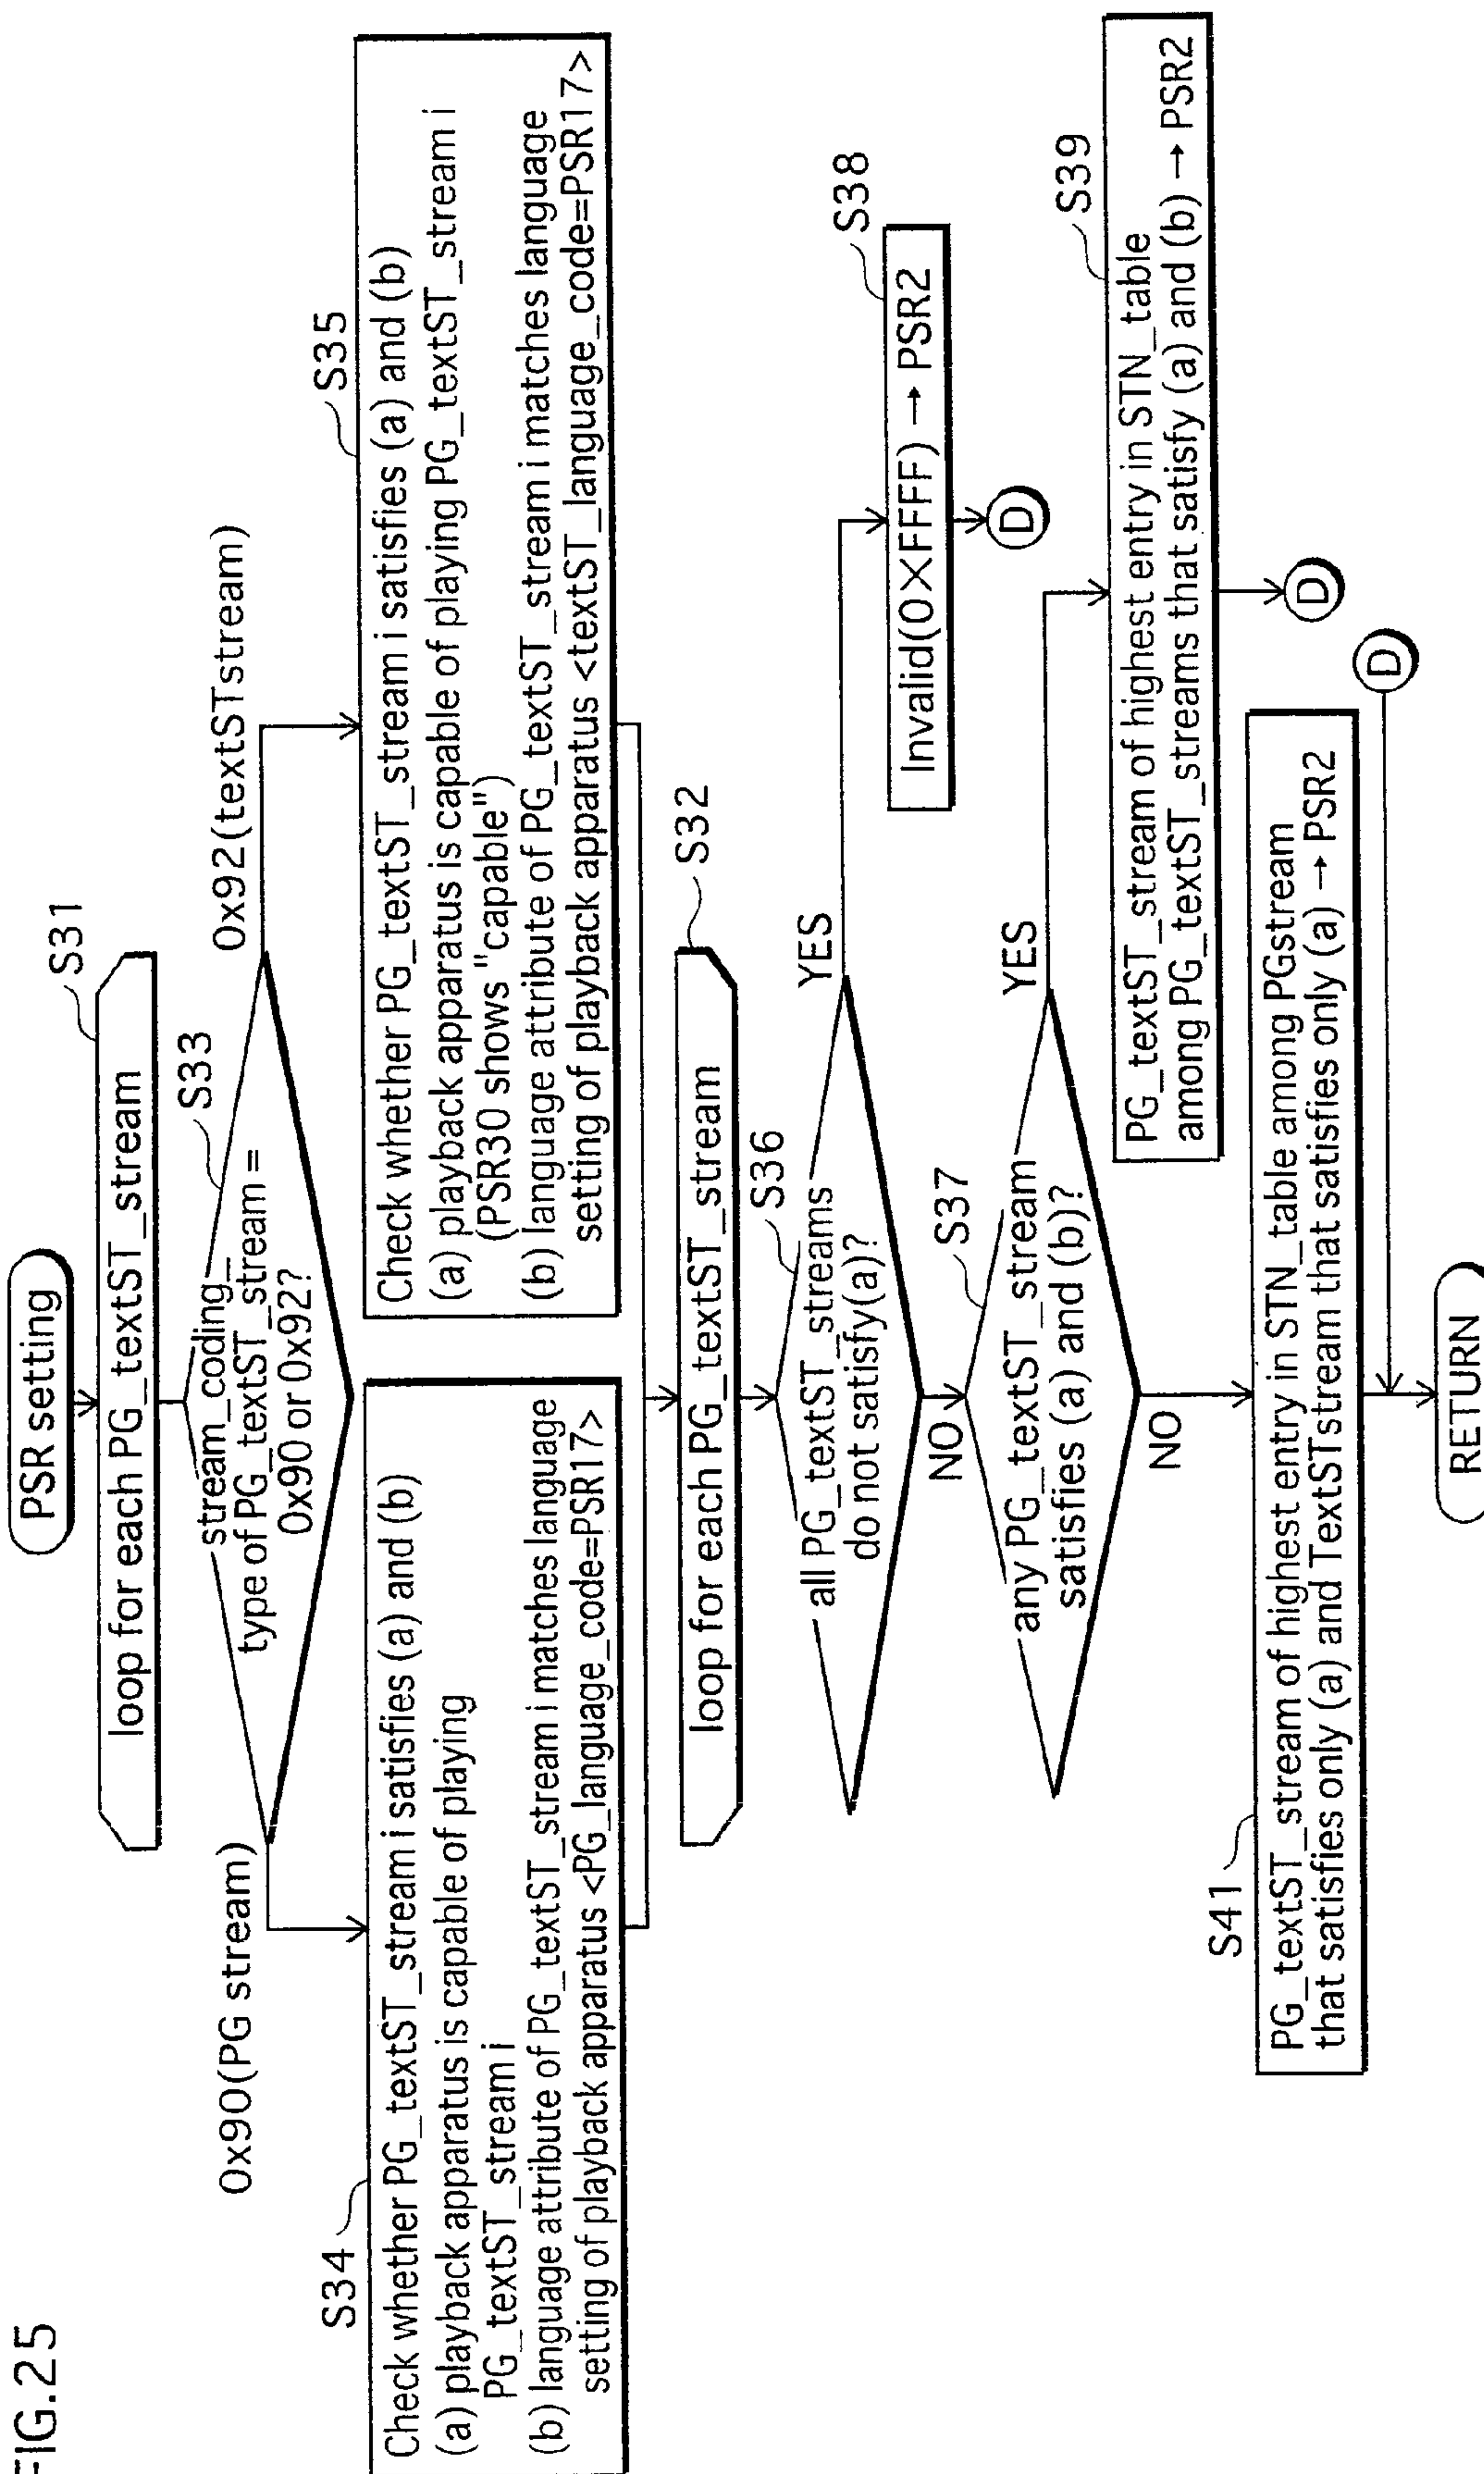 FIG.25
PSR setting
S31
loop for each PG_textST_stream
S33
stream_coding_
type of PG_textST_stream =
0x90 or 0x92?
0x90(PG stream)
0x92(textSTstream)
S34
Check whether PG_textST_stream i satisfies (a) and (b)
(a) playback apparatus is capable of playing
PG_textST_stream i
(b) language attribute of PG_textST_stream i matches language
setting of playback apparatus <PG_language_code=PSR17>
S35
Check whether PG_textST_stream i satisfies (a) and (b)
(a) playback apparatus is capable of playing PG_textST_stream i
(PSR30 shows "capable")
(b) language attribute of PG_textST_stream i matches language
setting of playback apparatus <textST_language_code=PSR17>
S32
loop for each PG_textST_stream
S36
all PG_textST_streams
do not satisfy(a)?
YES
NO
S38
Invalid(0XFFFF) → PSR2
D
S37
any PG_textST_stream
satisfies (a) and (b)?
YES
NO
S39
PG_textST_stream of highest entry in STN_table
among PG_textST_streams that satisfy (a) and (b) → PSR2
D
S41
PG_textST_stream of highest entry in STN_table among PGstream
that satisfies only (a) and TextSTstream that satisfies only (a) → PSR2
D
RETURN